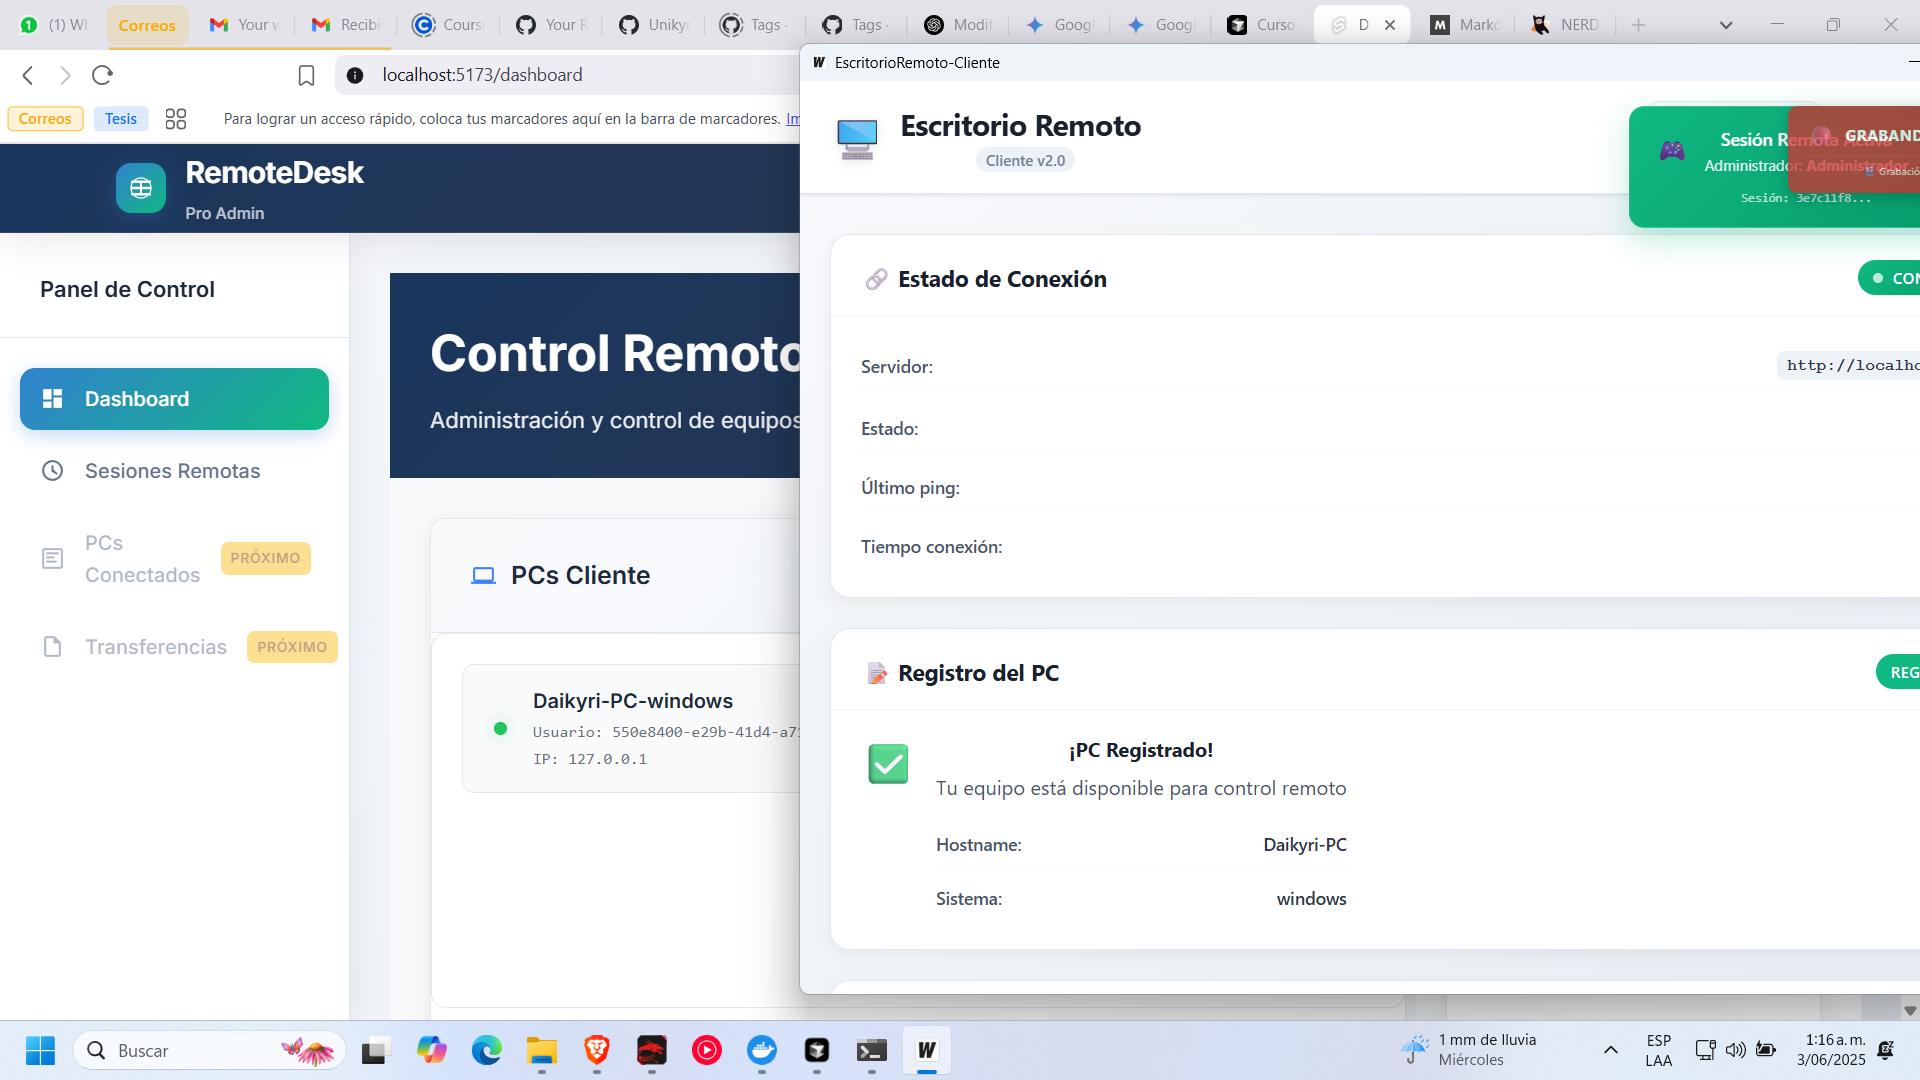 (1) Wh
Correos
Your w
Recibi
Cours
Your R
Unikyr
Tags ·
Tags ·
Modif
Googl
Googl
Curso
D
Marko
NERD
localhost:5173/dashboard
Correos
Tesis
Para lograr un acceso rápido, coloca tus marcadores aquí en la barra de marcadores. Im
RemoteDesk
Pro Admin
Panel de Control
Dashboard
Sesiones Remotas
PCs
Conectados
PRÓXIMO
Transferencias
PRÓXIMO
Control Remoto
Administración y control de equipos
PCs Cliente
Daikyri-PC-windows
Usuario: 550e8400-e29b-41d4-a71
IP: 127.0.0.1
W EscritorioRemoto-Cliente
Escritorio Remoto
Cliente v2.0
Sesión Remota Activa
Administrador: Administrador
Sesión: 3e7c11f8...
GRABAND
Grabació
Estado de Conexión
CON
Servidor:
http://localho
Estado:
Último ping:
Tiempo conexión:
Registro del PC
REG
¡PC Registrado!
Tu equipo está disponible para control remoto
Hostname:
Daikyri-PC
Sistema:
windows
Buscar
W
1 mm de lluvia
Miércoles
ESP
LAA
1:16 a. m.
3/06/2025